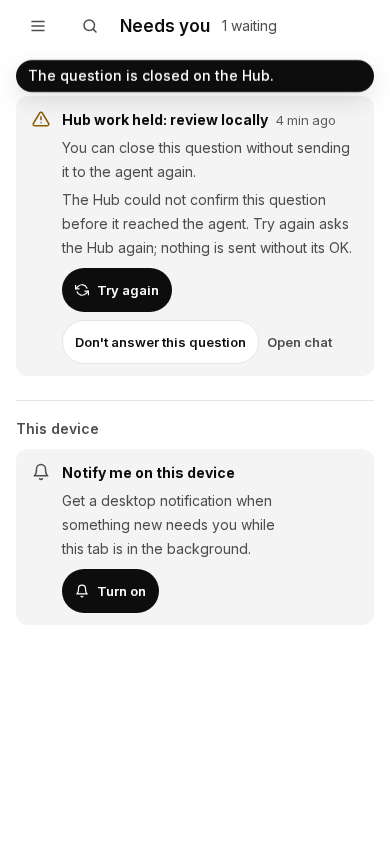 Needs you 1 waiting
The question is closed on the Hub.
Hub work held: review locally 4 min ago
You can close this question without sending
it to the agent again.
The Hub could not confirm this question
before it reached the agent. Try again asks
the Hub again; nothing is sent without its OK.
Try again
Don't answer this question Open chat
This device
Notify me on this device
Get a desktop notification when
something new needs you while
this tab is in the background.
Turn on